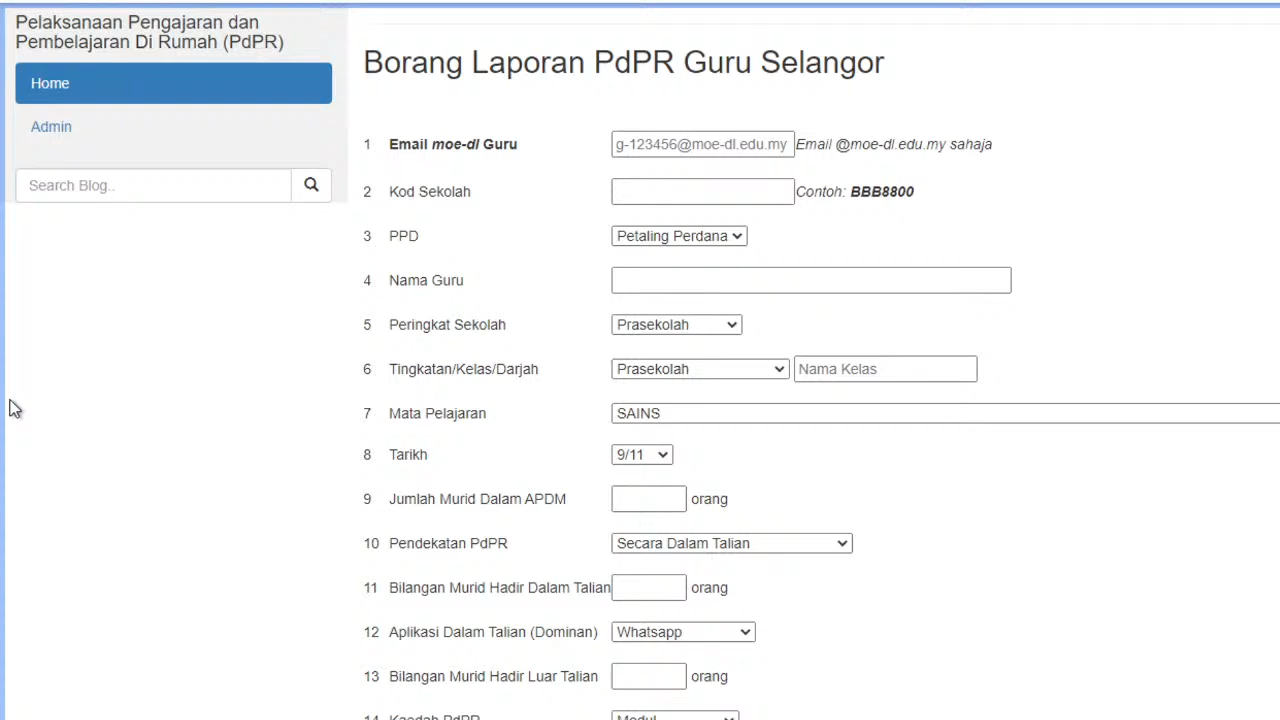 Pelaksanaan Pengajaran dan
Pembelajaran Di Rumah (PdPR)
Home
Admin
Search Blog..
Borang Laporan PdPR Guru Selangor
1 Email moe-dl Guru g-123456@moe-dl.edu.my Email @moe-dl.edu.my sahaja
2 Kod Sekolah Contoh: BBB8800
3 PPD Petaling Perdana
4 Nama Guru
5 Peringkat Sekolah Prasekolah
6 Tingkatan/Kelas/Darjah Prasekolah Nama Kelas
7 Mata Pelajaran SAINS
8 Tarikh 9/11
9 Jumlah Murid Dalam APDM orang
10 Pendekatan PdPR Secara Dalam Talian
11 Bilangan Murid Hadir Dalam Talian orang
12 Aplikasi Dalam Talian (Dominan) Whatsapp
13 Bilangan Murid Hadir Luar Talian orang
14 Kaedah PdPR Modul